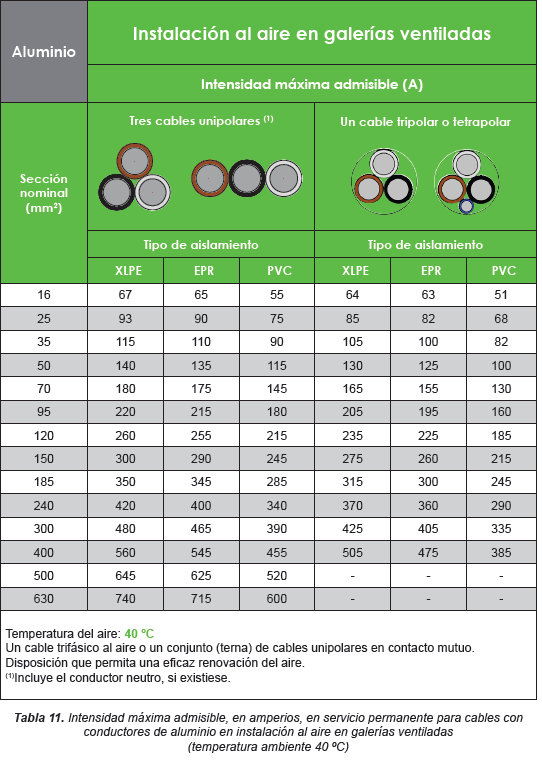 Aluminio
Instalación al aire en galerías ventiladas
Intensidad máxima admisible (A)
Sección
nominal
(mm²)
Tres cables unipolares (1)
Un cable tripolar o tetrapolar
Tipo de aislamiento
Tipo de aislamiento
XLPE EPR PVC XLPE EPR PVC
16 67 65 55 64 63 51
25 93 90 75 85 82 68
35 115 110 90 105 100 82
50 140 135 115 130 125 100
70 180 175 145 165 155 130
95 220 215 180 205 195 160
120 260 255 215 235 225 185
150 300 290 245 275 260 215
185 350 345 285 315 300 245
240 420 400 340 370 360 290
300 480 465 390 425 405 335
400 560 545 455 505 475 385
500 645 625 520 - - -
630 740 715 600 - - -
Temperatura del aire: 40 ºC
Un cable trifásico al aire o un conjunto (terna) de cables unipolares en contacto mutuo.
Disposición que permita una eficaz renovación del aire.
(1)Incluye el conductor neutro, si existiese.
Tabla 11. Intensidad máxima admisible, en amperios, en servicio permanente para cables con
conductores de aluminio en instalación al aire en galerías ventiladas
(temperatura ambiente 40 ºC)